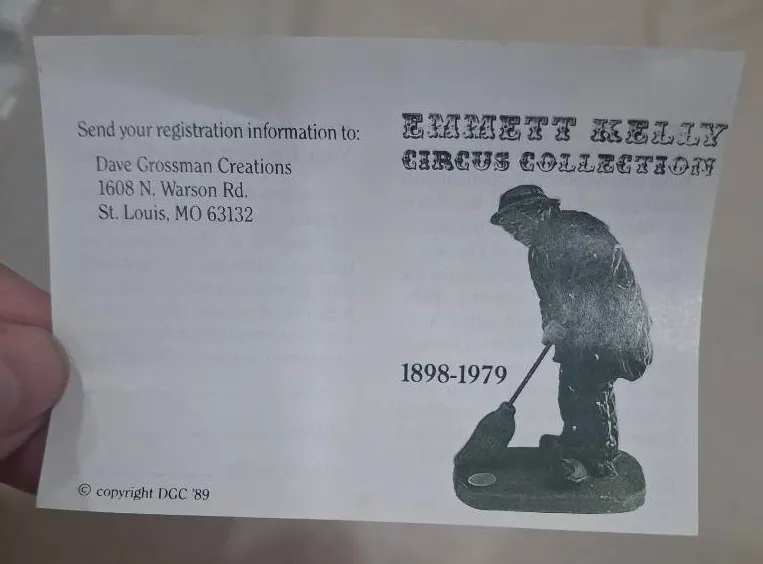 Send your registration information to:
Dave Grossman Creations
1608 N. Warson Rd.
St. Louis, MO 63132
© copyright DGC '89
EMMETT KELLY
CIRCUS COLLECTION
1898-1979